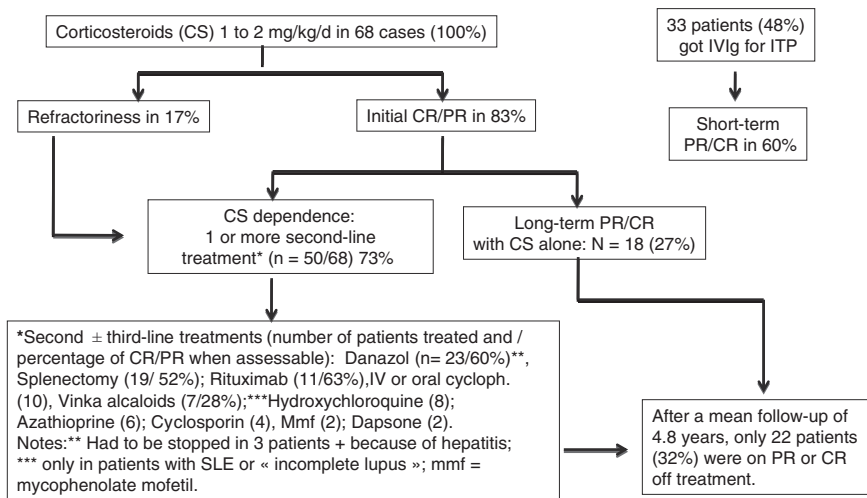 Corticosteroids (CS) 1 to 2 mg/kg/d in 68 cases (100%)
33 patients (48%)
got IVIg for ITP
Refractoriness in 17%
Initial CR/PR in 83%
Short-term
PR/CR in 60%
CS dependence:
1 or more second-line
treatment* (n = 50/68) 73%
Long-term PR/CR
with CS alone: N = 18 (27%)
*Second ± third-line treatments (number of patients treated and /
percentage of CR/PR when assessable): Danazol (n= 23/60%)**,
Splenectomy (19/ 52%); Rituximab (11/63%),IV or oral cycloph.
(10), Vinka alcaloids (7/28%);***Hydroxychloroquine (8);
Azathioprine (6); Cyclosporin (4), Mmf (2); Dapsone (2).
Notes:** Had to be stopped in 3 patients + because of hepatitis;
*** only in patients with SLE or « incomplete lupus »; mmf =
mycophenolate mofetil.
After a mean follow-up of
4.8 years, only 22 patients
(32%) were on PR or CR
off treatment.